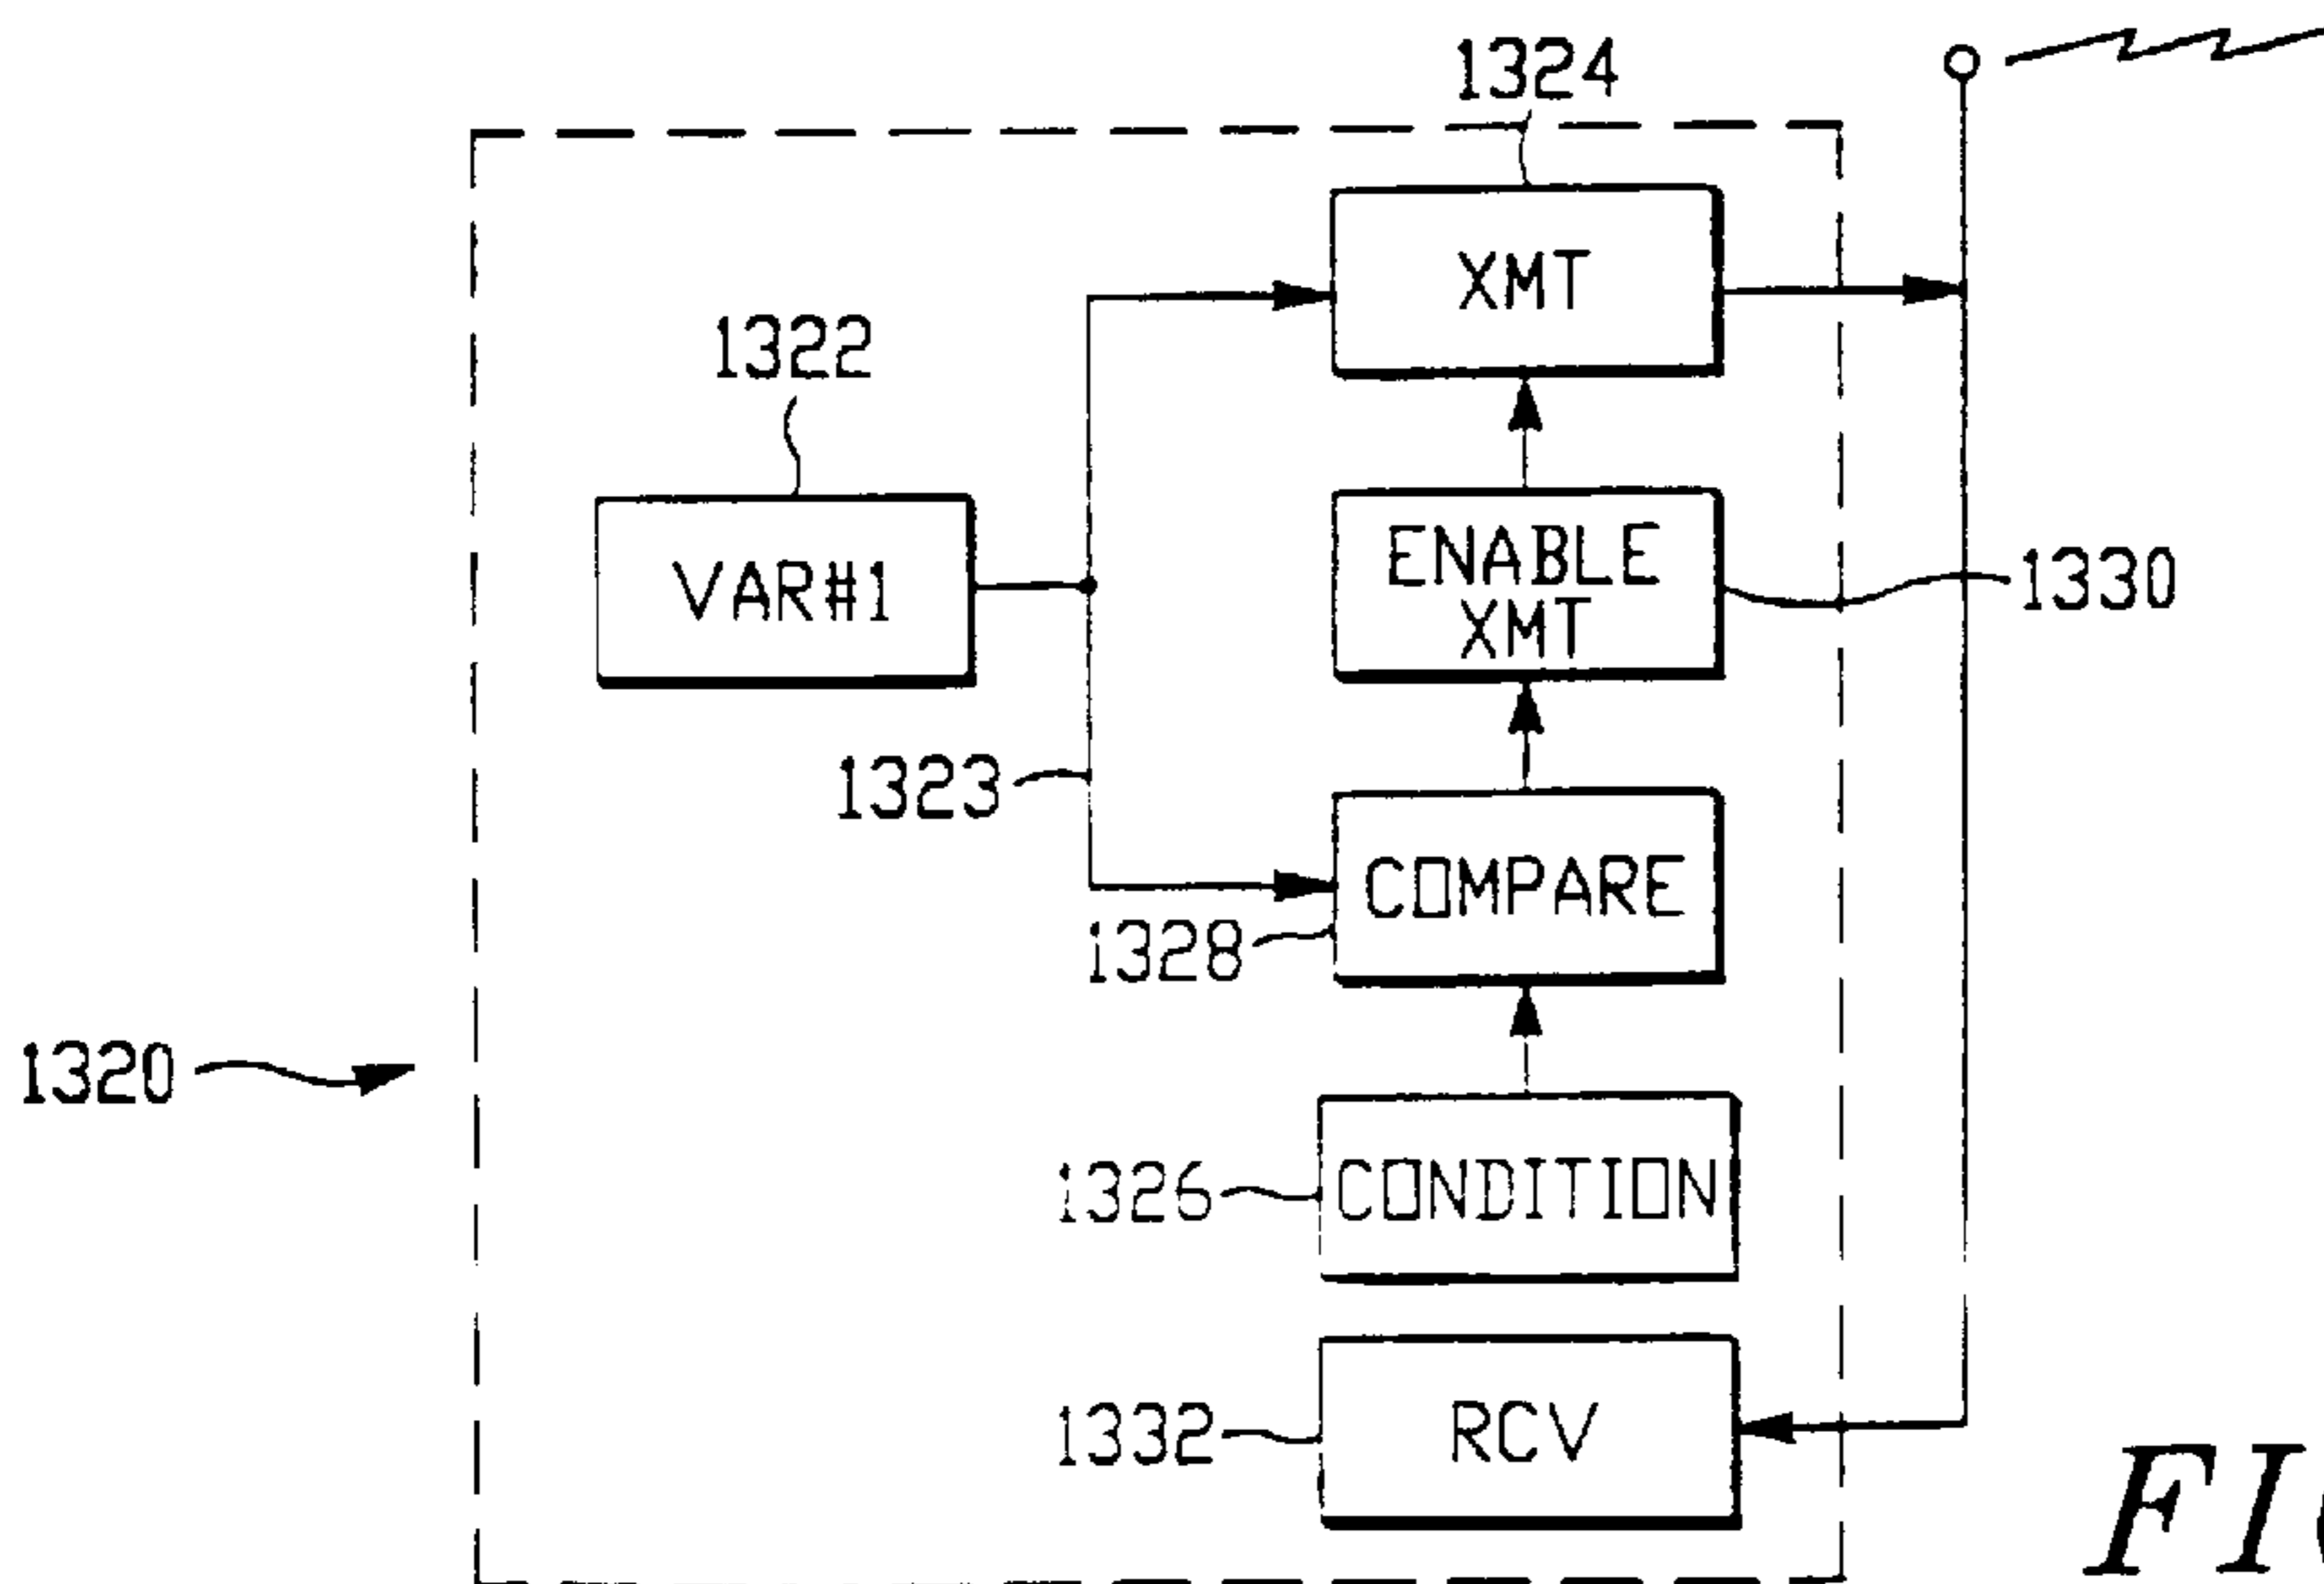 1324
XMT
1322
VAR#1
ENABLE
XMT
1330
1323
COMPARE
1328
1320
CONDITION
1326
1332
RCV